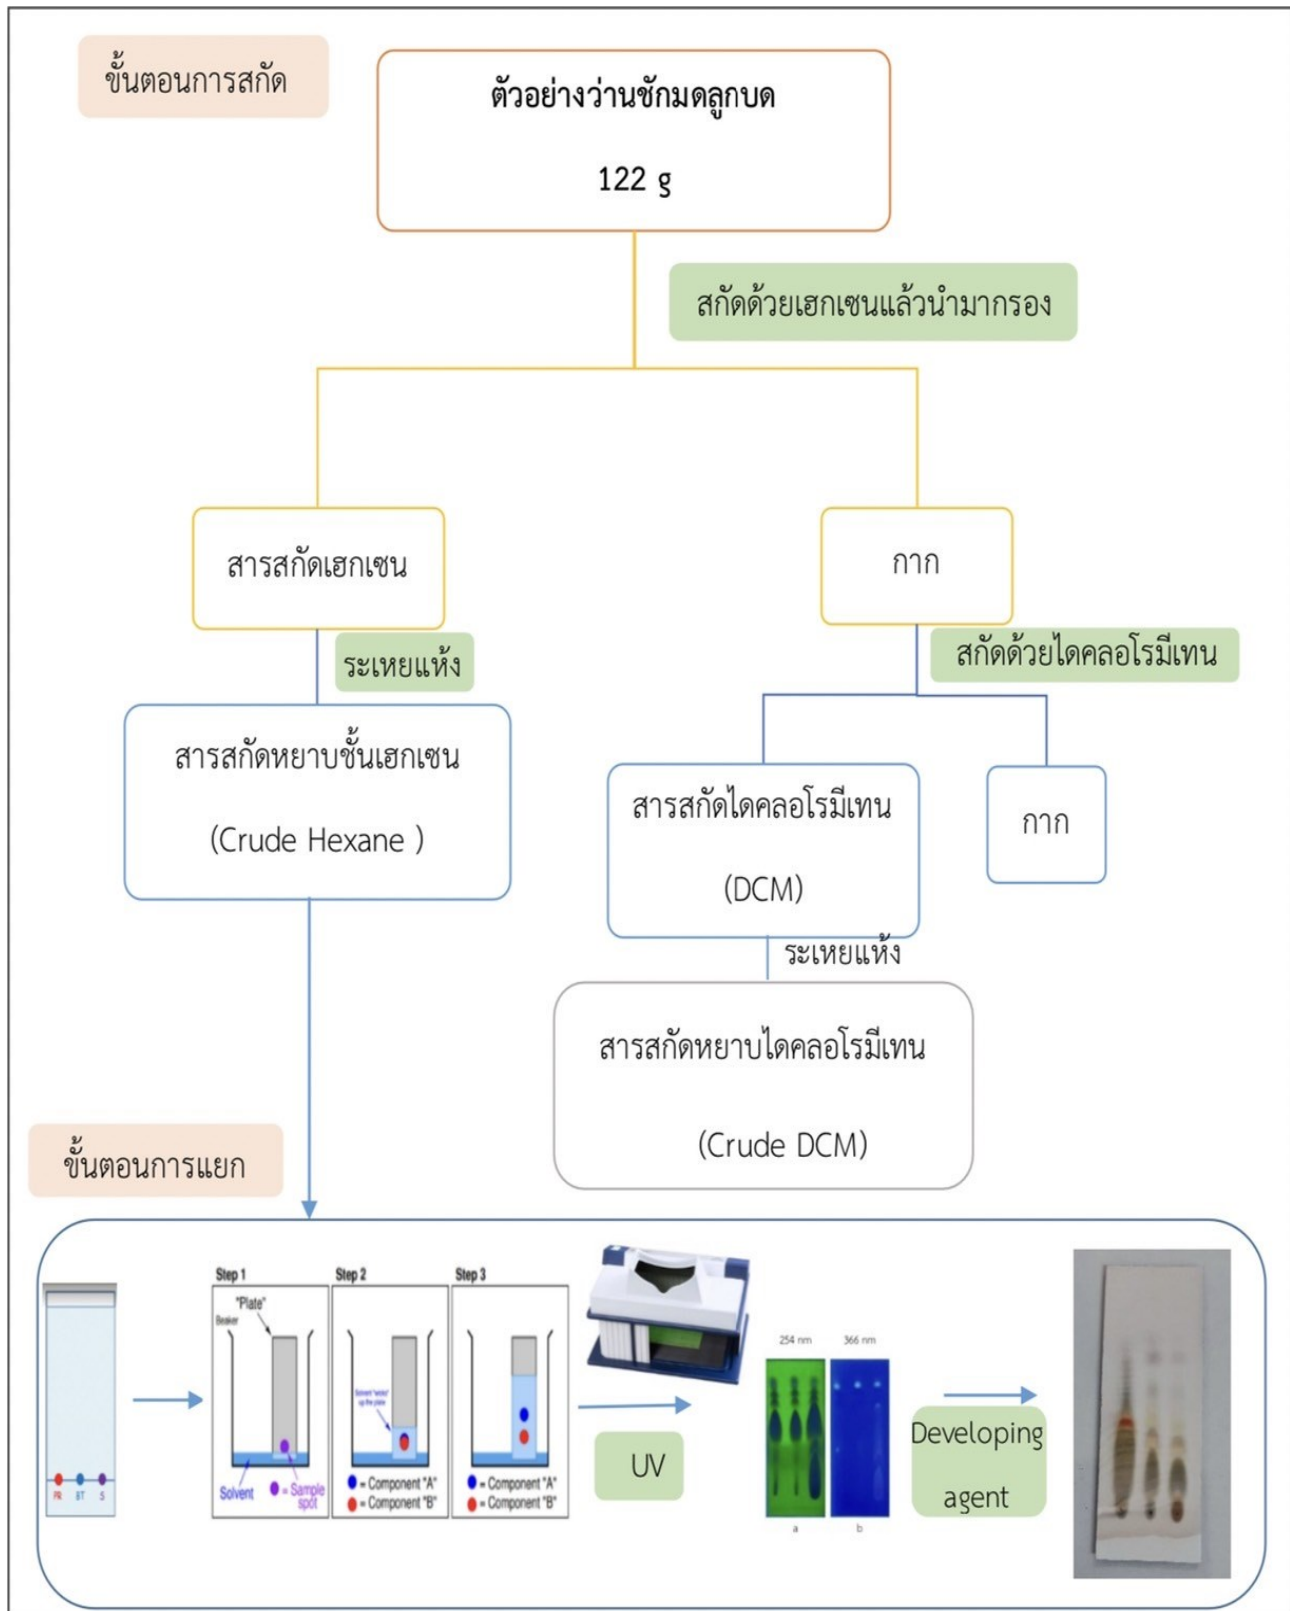 ขั้นตอนการสกัด
ตัวอย่างว่านชักมดลูกบด
122 g
สกัดด้วยเฮกเซนแล้วนำมากรอง
สารสกัดเฮกเซน
กาก
ระเหยแห้ง
สกัดด้วยไดคลอโรมีเทน
สารสกัดหยาบชั้นเฮกเซน
(Crude Hexane )
สารสกัดไดคลอโรมีเทน
(DCM)
กาก
ระเหยแห้ง
สารสกัดหยาบไดคลอโรมีเทน
(Crude DCM)
ขั้นตอนการแยก
PR BT S
Step 1
"Plate"
Beaker
Solvent
= Sample
spot
Step 2
Solvent "wicks"
up the plate
= Component "A"
= Component "B"
Step 3
= Component "A"
= Component "B"
UV
254 nm
366 nm
a
b
Developing
agent